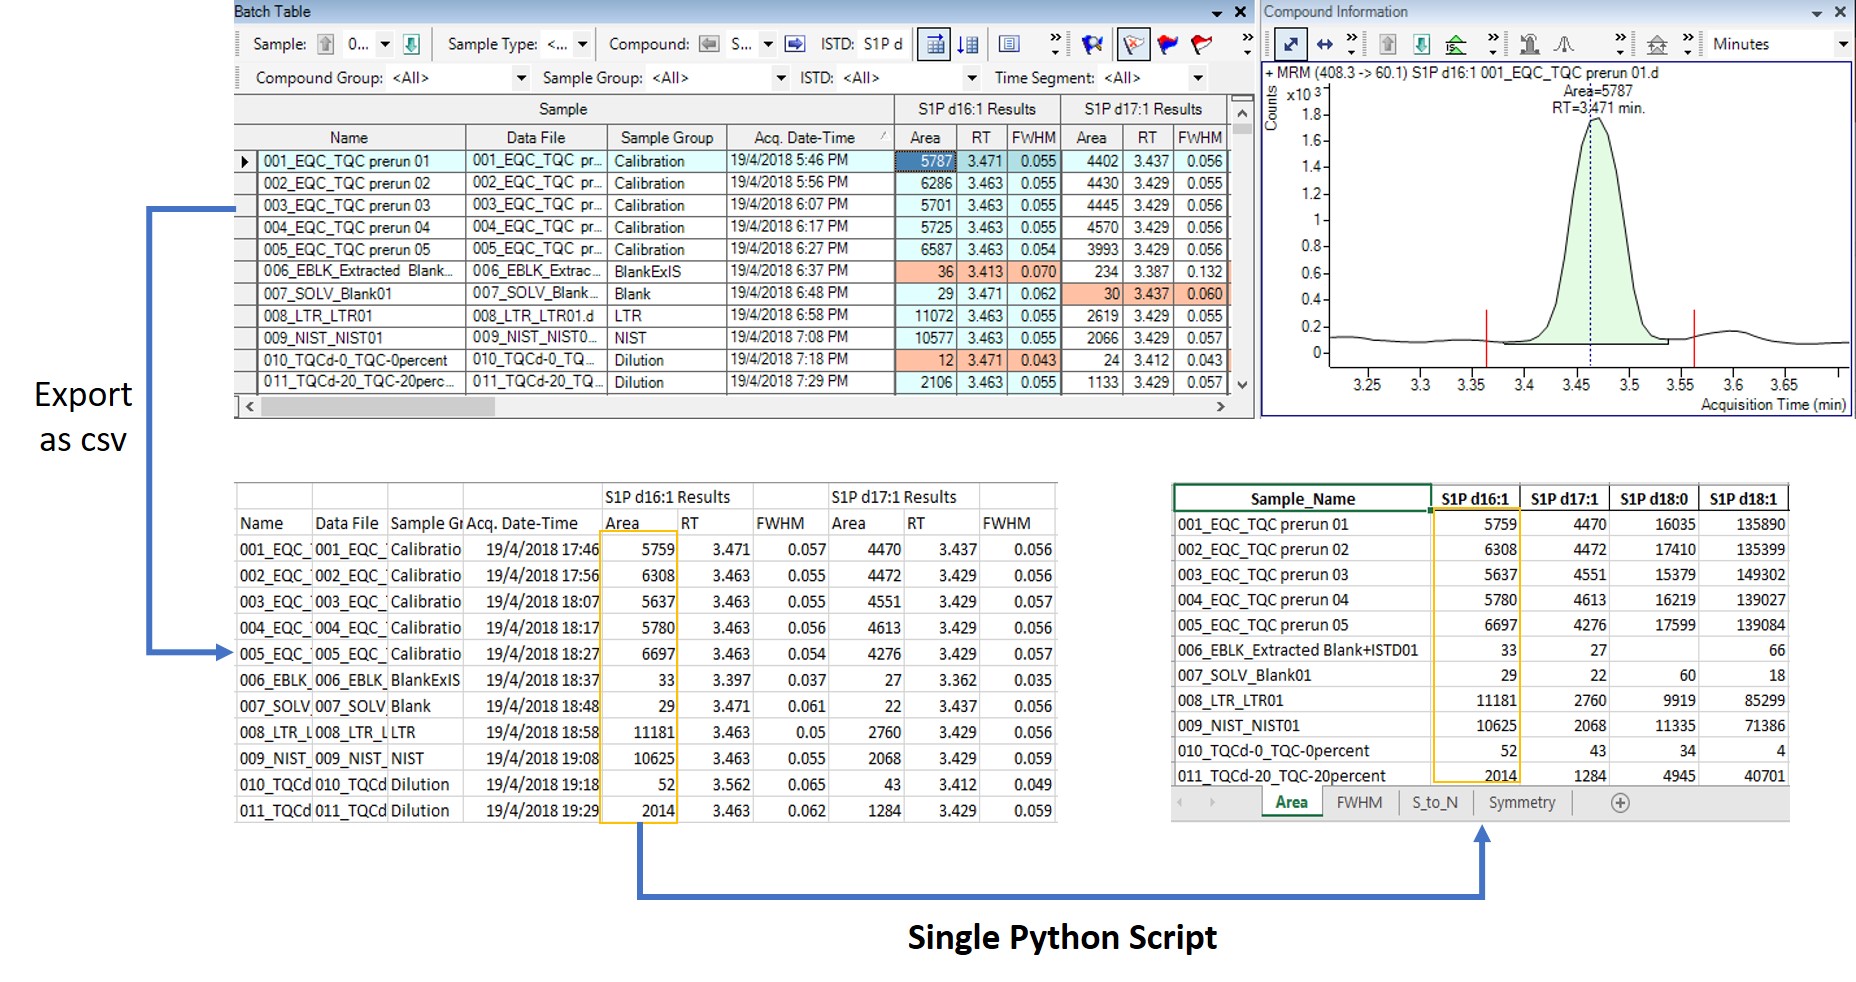 Batch Table
Sample: 0... Sample Type: <... Compound: S... ISTD: S1P d
Compound Group: <All> Sample Group: <All> ISTD: <All> Time Segment: <All>
Sample S1P d16:1 Results S1P d17:1 Results
Name Data File Sample Group Acq. Date-Time Area RT FWHM Area RT FWHM
001_EQC_TQC prerun 01 001_EQC_TQC pr... Calibration 19/4/2018 5:46 PM 5787 3.471 0.055 4402 3.437 0.056
002_EQC_TQC prerun 02 002_EQC_TQC pr... Calibration 19/4/2018 5:56 PM 6286 3.463 0.055 4430 3.429 0.055
003_EQC_TQC prerun 03 003_EQC_TQC pr... Calibration 19/4/2018 6:07 PM 5701 3.463 0.055 4445 3.429 0.056
004_EQC_TQC prerun 04 004_EQC_TQC pr... Calibration 19/4/2018 6:17 PM 5725 3.463 0.055 4570 3.429 0.056
005_EQC_TQC prerun 05 005_EQC_TQC pr... Calibration 19/4/2018 6:27 PM 6587 3.463 0.054 3993 3.429 0.056
006_EBLK_Extracted Blank... 006_EBLK_Extrac... BlankExIS 19/4/2018 6:37 PM 36 3.413 0.070 234 3.387 0.132
007_SOLV_Blank01 007_SOLV_Blank... Blank 19/4/2018 6:48 PM 29 3.471 0.062 30 3.437 0.060
008_LTR_LTR01 008_LTR_LTR01.d LTR 19/4/2018 6:58 PM 11072 3.463 0.055 2619 3.429 0.055
009_NIST_NIST01 009_NIST_NIST0... NIST 19/4/2018 7:08 PM 10577 3.463 0.055 2066 3.429 0.057
010_TQCd-0_TQC-0percent 010_TQCd-0_TQ... Dilution 19/4/2018 7:18 PM 12 3.471 0.043 24 3.412 0.043
011_TQCd-20_TQC-20perc... 011_TQCd-20_TQ... Dilution 19/4/2018 7:29 PM 2106 3.463 0.055 1133 3.429 0.057
Compound Information
Minutes
+ MRM (408.3 -> 60.1) S1P d16:1 001_EQC_TQC prerun 01.d
Counts
x10 3
Area=5787
RT=3.471 min.
1.8
1.6
1.4
1.2
1
0.8
0.6
0.4
0.2
0
3.25 3.3 3.35 3.4 3.45 3.5 3.55 3.6 3.65
Acquisition Time (min)
Export
as csv
S1P d16:1 Results S1P d17:1 Results
Name Data File Sample Gr Acq. Date-Time Area RT FWHM Area RT FWHM
001_EQC_ 001_EQC_ Calibratio 19/4/2018 17:46 5759 3.471 0.057 4470 3.437 0.056
002_EQC_ 002_EQC_ Calibratio 19/4/2018 17:56 6308 3.463 0.055 4472 3.429 0.056
003_EQC_ 003_EQC_ Calibratio 19/4/2018 18:07 5637 3.463 0.055 4551 3.429 0.057
004_EQC_ 004_EQC_ Calibratio 19/4/2018 18:17 5780 3.463 0.056 4613 3.429 0.056
005_EQC_ 005_EQC_ Calibratio 19/4/2018 18:27 6697 3.463 0.054 4276 3.429 0.057
006_EBLK_ 006_EBLK_ BlankExIS 19/4/2018 18:37 33 3.397 0.037 27 3.362 0.035
007_SOLV_ 007_SOLV_ Blank 19/4/2018 18:48 29 3.471 0.061 22 3.437 0.056
008_LTR_L 008_LTR_L LTR 19/4/2018 18:58 11181 3.463 0.05 2760 3.429 0.056
009_NIST_ 009_NIST_ NIST 19/4/2018 19:08 10625 3.463 0.055 2068 3.429 0.059
010_TQCd 010_TQCd Dilution 19/4/2018 19:18 52 3.562 0.065 43 3.412 0.049
011_TQCd 011_TQCd Dilution 19/4/2018 19:29 2014 3.463 0.062 1284 3.429 0.059
Sample_Name S1P d16:1 S1P d17:1 S1P d18:0 S1P d18:1
001_EQC_TQC prerun 01 5759 4470 16035 135890
002_EQC_TQC prerun 02 6308 4472 17410 135399
003_EQC_TQC prerun 03 5637 4551 15379 149302
004_EQC_TQC prerun 04 5780 4613 16219 139027
005_EQC_TQC prerun 05 6697 4276 17599 139084
006_EBLK_Extracted Blank+ISTD01 33 27 66
007_SOLV_Blank01 29 22 60 18
008_LTR_LTR01 11181 2760 9919 85299
009_NIST_NIST01 10625 2068 11335 71386
010_TQCd-0_TQC-0percent 52 43 34 4
011_TQCd-20_TQC-20percent 2014 1284 4945 40701
Area FWHM S_to_N Symmetry
Single Python Script